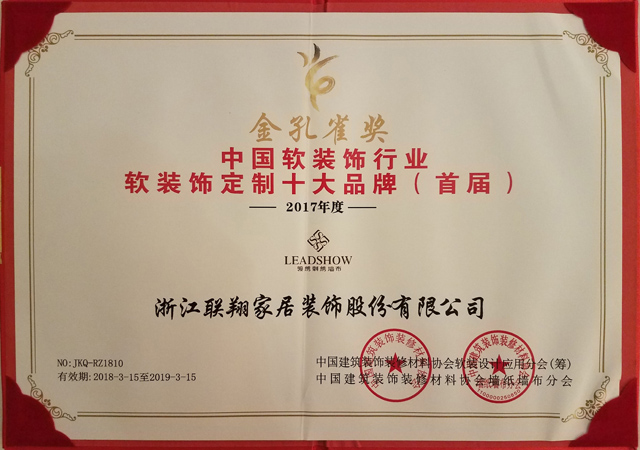 金孔雀奖
中国软装饰行业
软装饰定制十大品牌（首届）
2017年度
LEADSHOW
浙江联翔家居装饰股份有限公司
NO:JKQ-RZ1810
有效期:2018-3-15至2019-3-15
中国建筑装饰装修材料协会软装设计应用分会(筹)
中国建筑装饰装修材料协会墙纸墙布分会